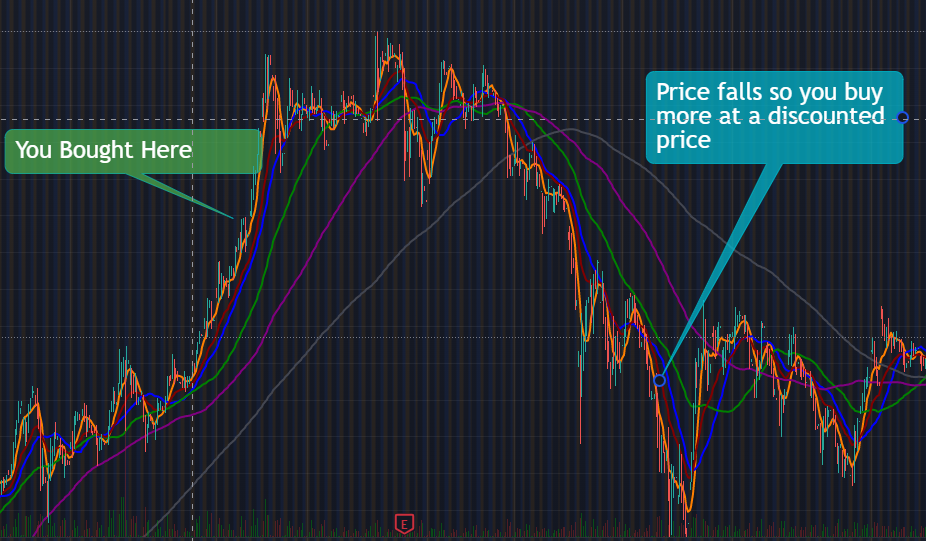 Price falls so you buy
more at a discounted
price
You Bought Here
E